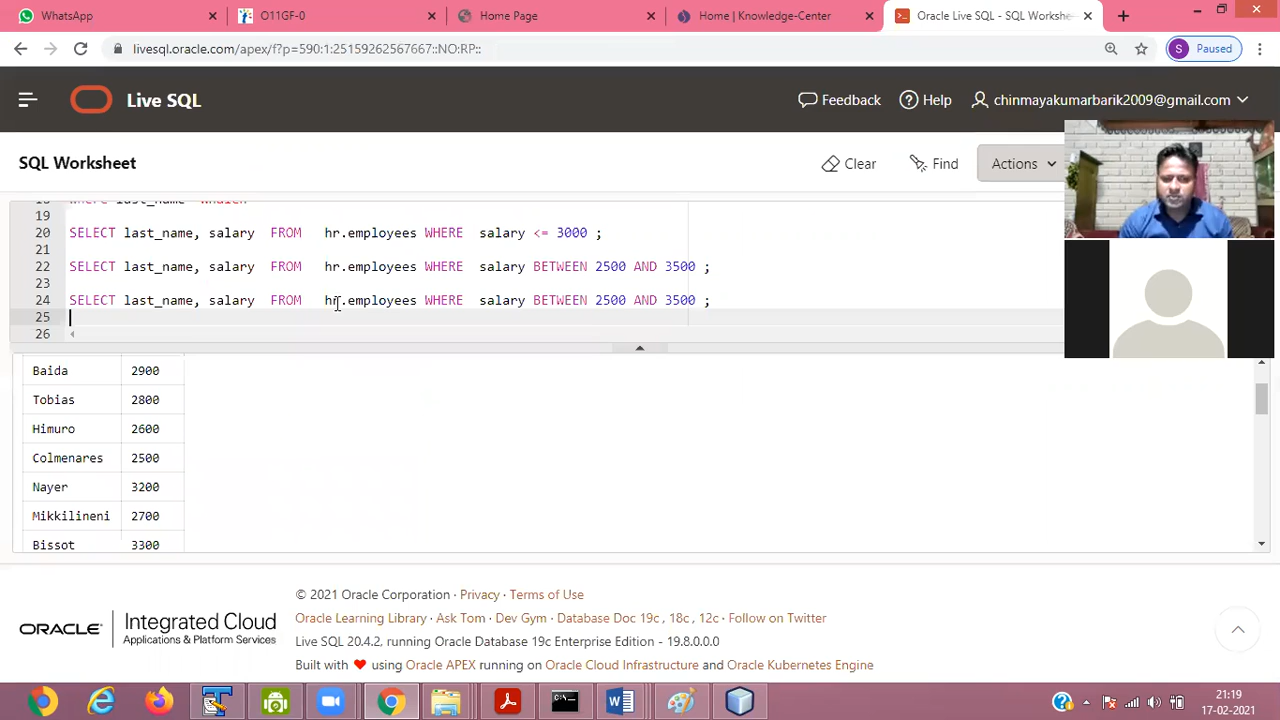 WhatsApp
O11GF-0
Home Page
Home | Knowledge-Center
Oracle Live SQL - SQL Workshe
livesql.oracle.com/apex/f?p=590:1:25159262567667::NO:RP::
S Paused
Live SQL
Feedback
Help
chinmayakumarbarik2009@gmail.com
SQL Worksheet
Clear
Find
Actions
19
20 SELECT last_name, salary FROM hr.employees WHERE salary <= 3000 ;
21
22 SELECT last_name, salary FROM hr.employees WHERE salary BETWEEN 2500 AND 3500 ;
23
24 SELECT last_name, salary FROM hr.employees WHERE salary BETWEEN 2500 AND 3500 ;
25
26
Baida 2900
Tobias 2800
Himuro 2600
Colmenares 2500
Nayer 3200
Mikkilineni 2700
Bissot 3300
© 2021 Oracle Corporation · Privacy · Terms of Use
Oracle Learning Library · Ask Tom · Dev Gym · Database Doc 19c, 18c, 12c · Follow on Twitter
Live SQL 20.4.2, running Oracle Database 19c Enterprise Edition - 19.8.0.0.0
Built with ❤ using Oracle APEX running on Oracle Cloud Infrastructure and Oracle Kubernetes Engine
ORACLE
Integrated Cloud
Applications & Platform Services
21:19
17-02-2021